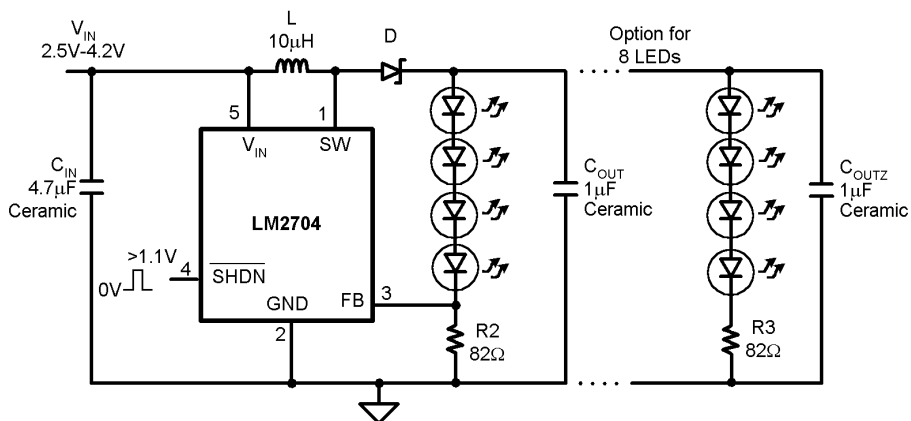 V_IN
2.5V-4.2V
L
10μH
D
Option for
8 LEDs
5
1
V_IN
SW
C_IN
4.7μF
Ceramic
LM2704
C_OUT
1μF
Ceramic
C_OUTZ
1μF
Ceramic
>1.1V
0V
4
SHDN
GND
FB
3
2
R2
82Ω
R3
82Ω